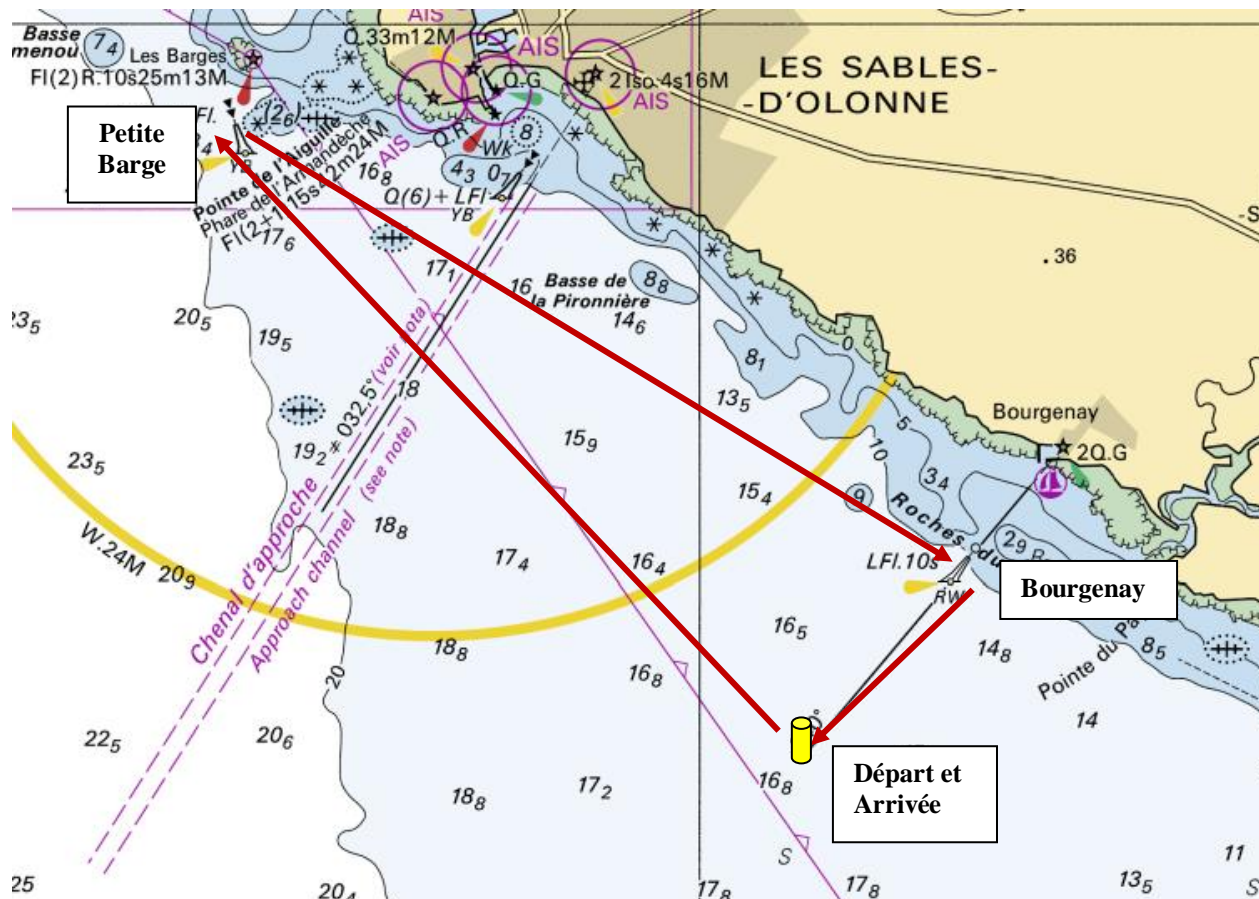 Basse
menou
7₄
Les Barges
Fl(2)R.10s25m13M
AIS
Q.33m12M
AIS
Q.G
2 Iso.4s16M
AIS
LES SABLES-
-D'OLONNE
Petite
Barge
Fl.
YB
Pointe de l'Aiguille
Phare de l'Armandèche
Fl(2+1)15s42m24M
AIS
Q.R
Wk
8
16₈
4₃
Q(6)+LFl
YB
17₆
17₁
16
Basse de
la Pironnière
8₈
14₆
36
23₅
20₅
19₅
18
8₁
0
13₅
5
10
Bourgenay
2Q.G
3₄
19₂
032,5°
(voir nota)
15₉
23₅
15₄
9
Roches du
2₉
R
W.24M
20₉
Chenal d'approche
Approach channel
(see note)
18₈
17₄
16₄
LFl.10s
RW
Bourgenay
16₅
18₈
16₈
14₈
Pointe du
8₅
20
22₅
20₆
14
Départ et
Arrivée
16₈
18₈
17₂
S
11
25
20₄
17₈
17₈
13₅
S